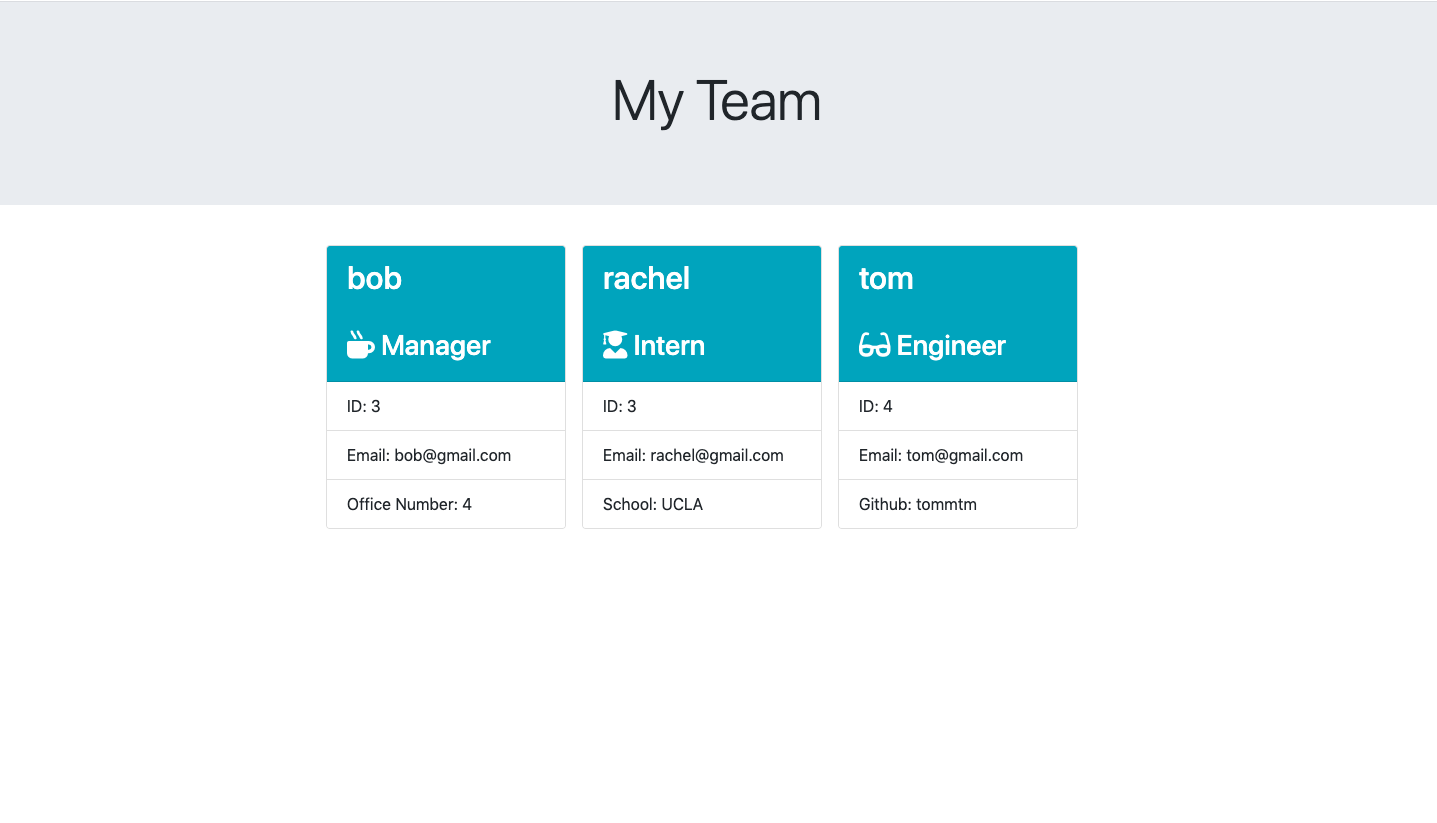 My Team
bob
Manager
ID: 3
Email: bob@gmail.com
Office Number: 4
rachel
Intern
ID: 3
Email: rachel@gmail.com
School: UCLA
tom
Engineer
ID: 4
Email: tom@gmail.com
Github: tommtm